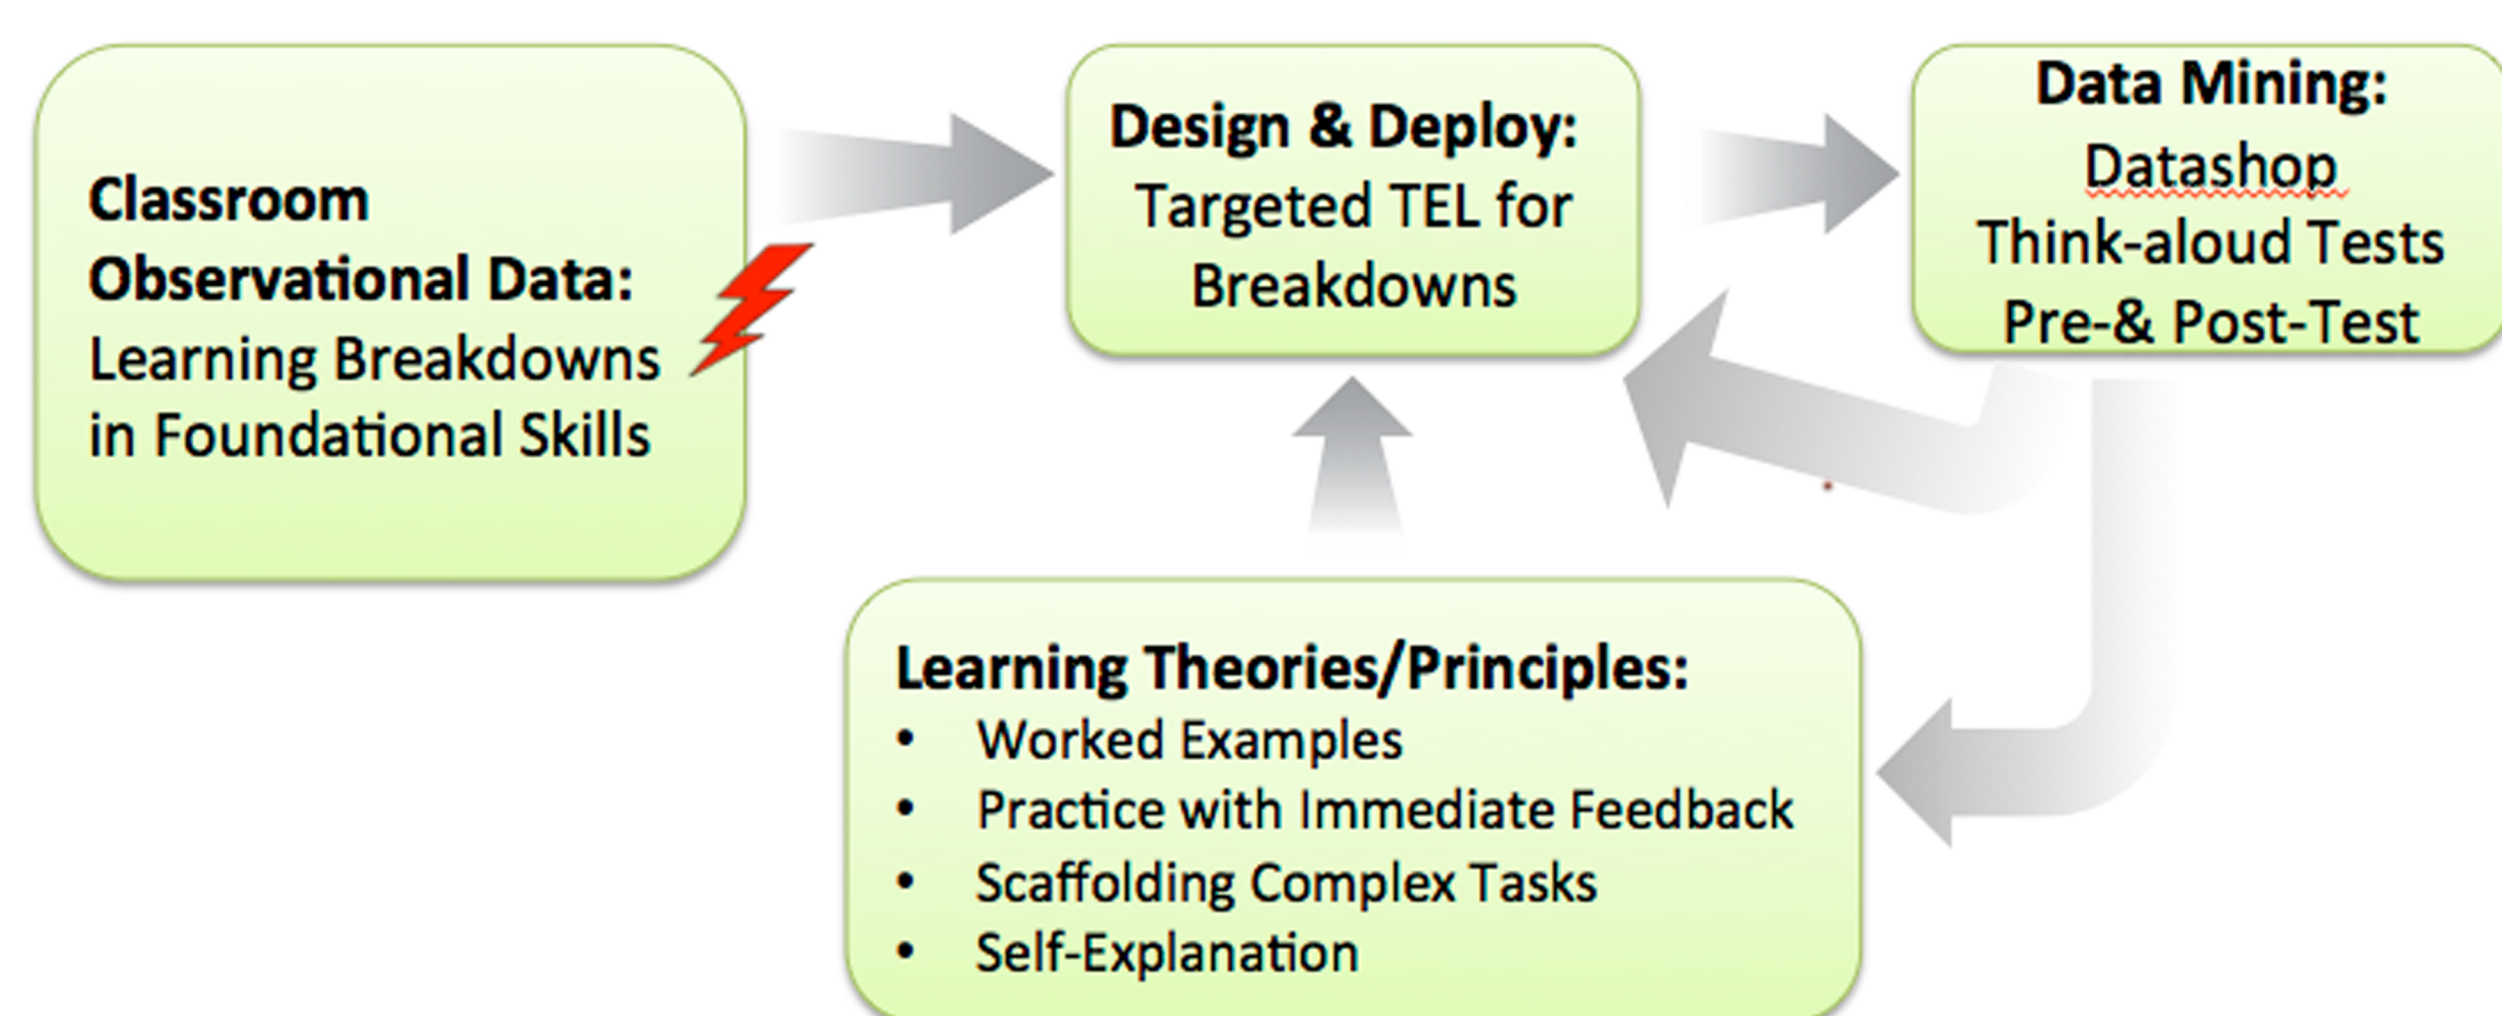 Classroom
Observational Data:
Learning Breakdowns
in Foundational Skills
Design & Deploy:
Targeted TEL for
Breakdowns
Data Mining:
Datashop
Think-aloud Tests
Pre-& Post-Test
Learning Theories/Principles:
• Worked Examples
• Practice with Immediate Feedback
• Scaffolding Complex Tasks
• Self-Explanation